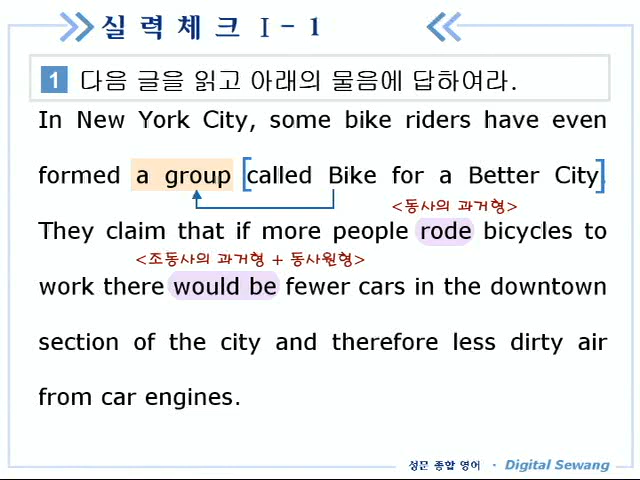 실력체크 I - 1
1 다음 글을 읽고 아래의 물음에 답하여라.
In New York City, some bike riders have even
formed a group [called Bike for a Better City].
<동사의 과거형>
They claim that if more people rode bicycles to
<조동사의 과거형 + 동사원형>
work there would be fewer cars in the downtown
section of the city and therefore less dirty air
from car engines.
정문 종합 영어 · Digital Sewang